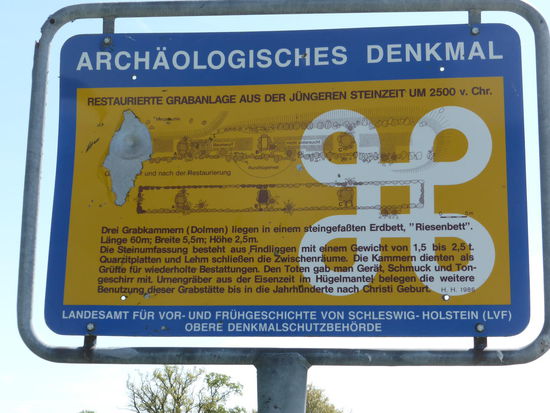 ARCHÄOLOGISCHES DENKMAL
RESTAURIERTE GRABANLAGE AUS DER JÜNGEREN STEINZEIT UM 2500 v. Chr.
und nach der Restaurierung
Drei Grabkammern (Dolmen) liegen in einem steingefaßten Erdbett, "Riesenbett".
Länge 60m; Breite 5,5m; Höhe 2,5m.
Die Steinumfassung besteht aus Findligen mit einem Gewicht von 1,5 bis 2,5 t.
Quarzitplatten und Lehm schließen die Zwischenräume. Die Kammern dienten als
Grüfte für wiederholte Bestattungen. Den Toten gab man Gerät, Schmuck und Ton-
geschirr mit. Urnengräber aus der Eisenzeit im Hügelmantel belegen die weitere
Benutzung dieser Grabstätte bis in die Jahrhunderte nach Christi Geburt. H. H. 1986
LANDESAMT FÜR VOR- UND FRÜHGESCHICHTE VON SCHLESWIG- HOLSTEIN (LVF)
OBERE DENKMALSCHUTZBEHÖRDE